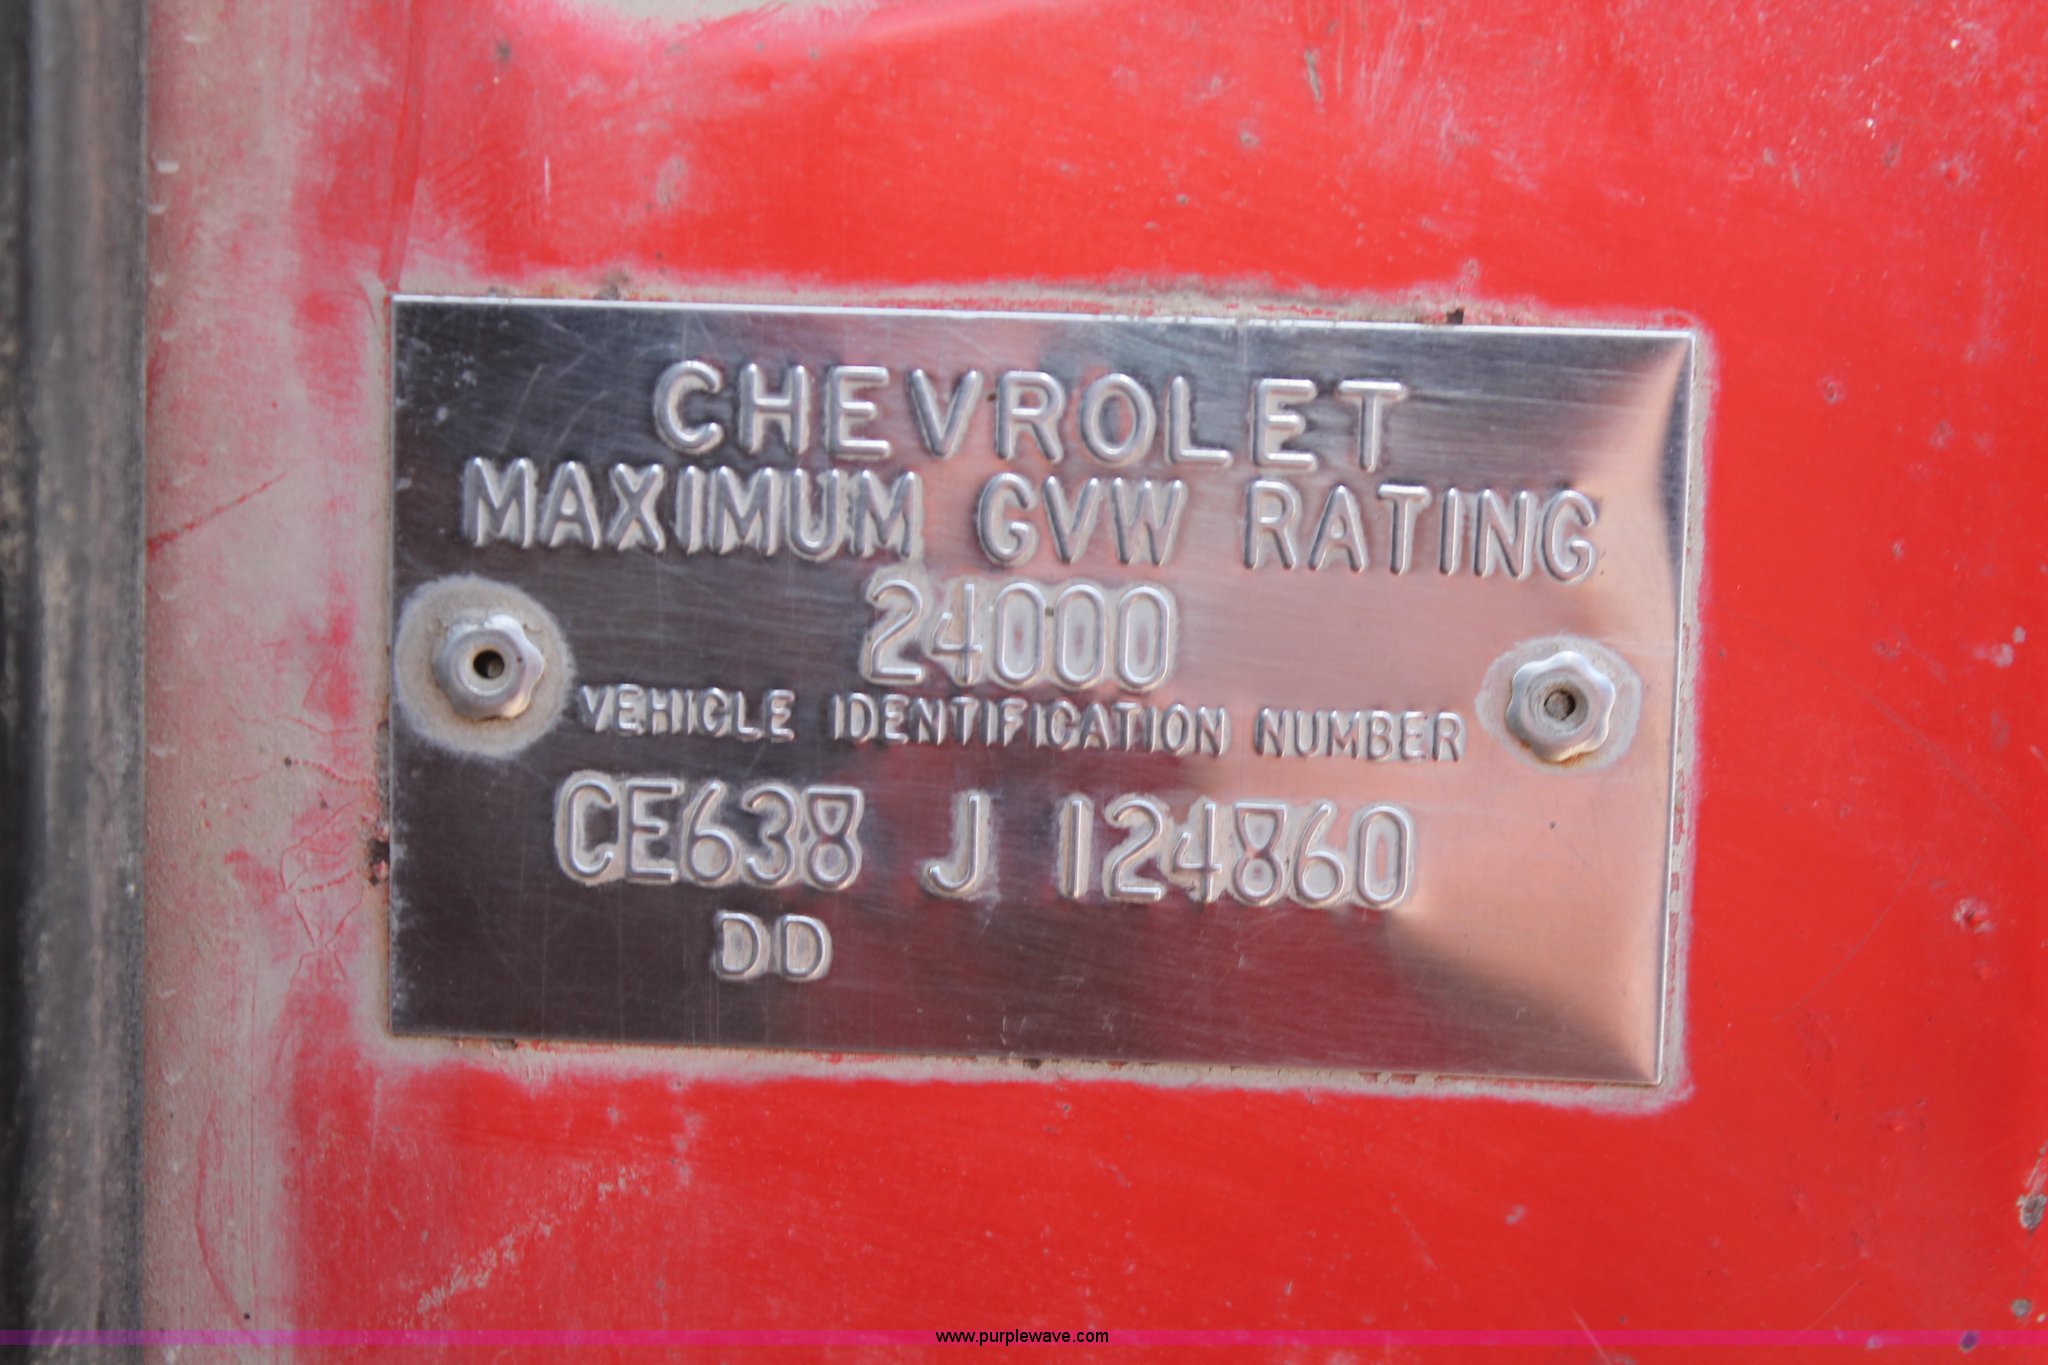 CHEVROLET
MAXIMUM GVW RATING
24000
VEHICLE IDENTIFICATION NUMBER
CE638 J 124860
DD
www.purplewave.com